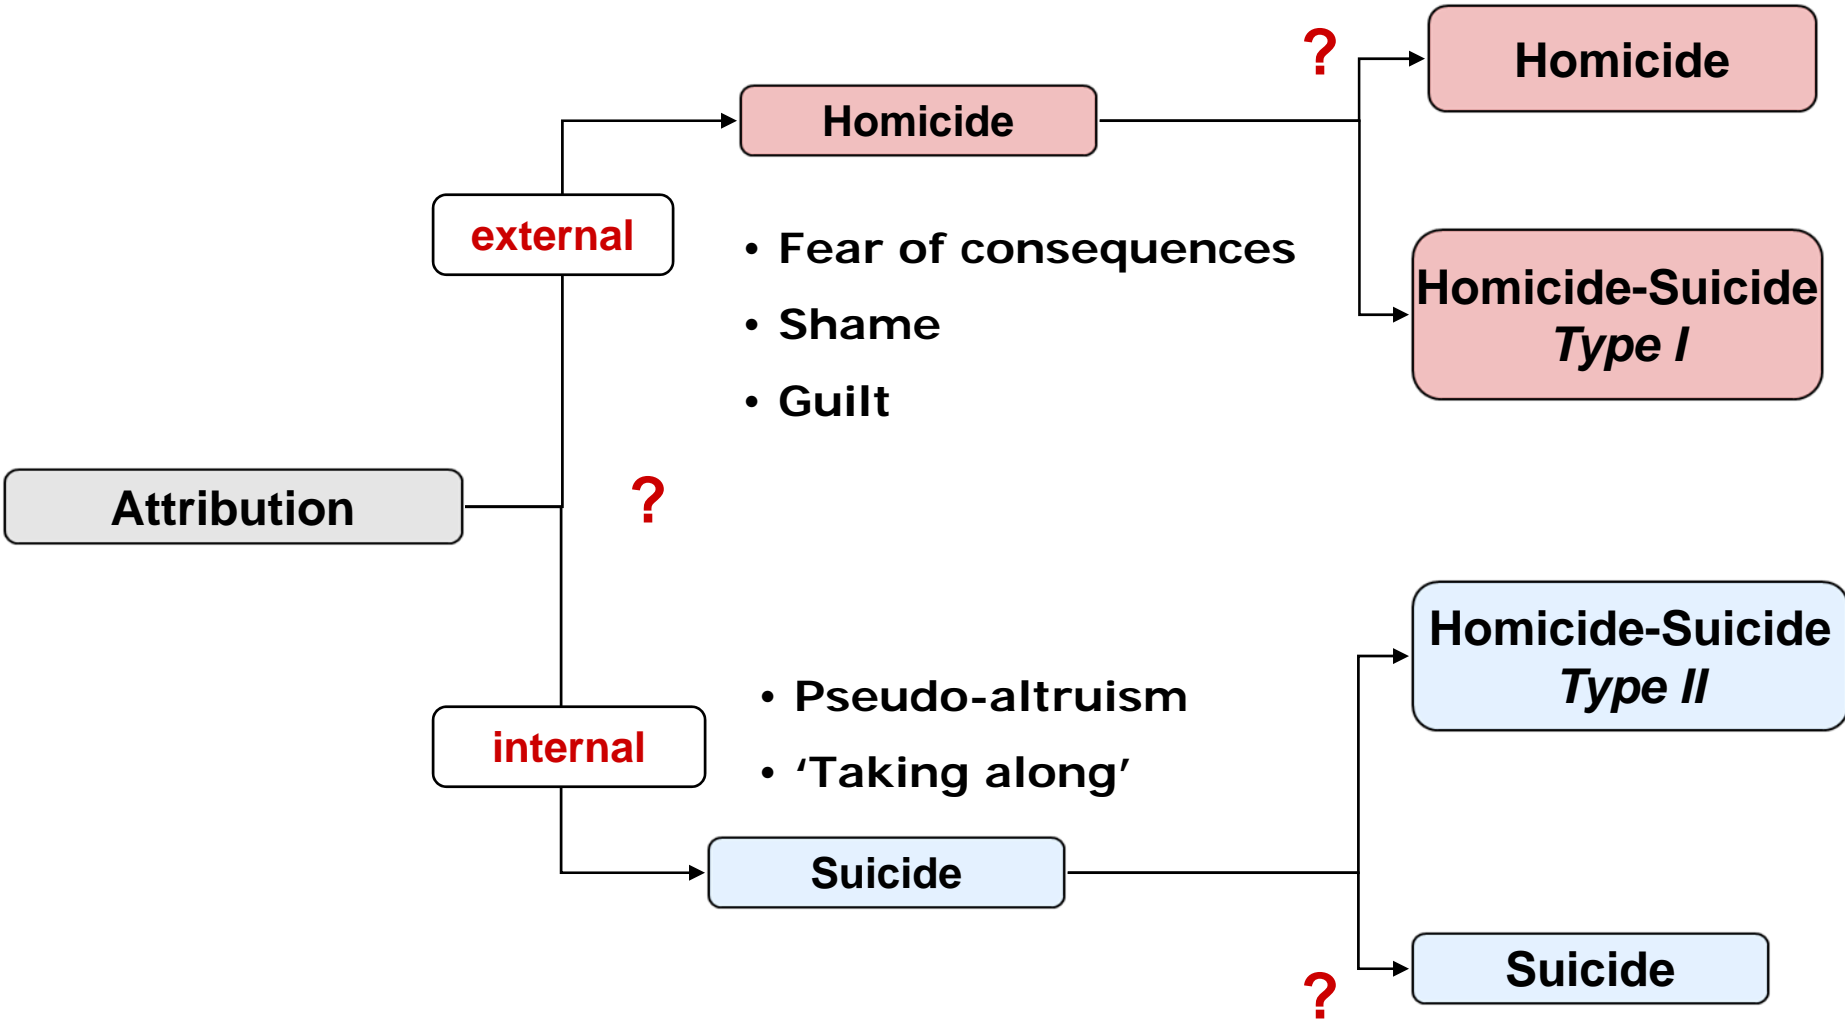 ?
Homicide
Homicide
external
• Fear of consequences
• Shame
• Guilt
Homicide-Suicide
Type I
Attribution
?
Homicide-Suicide
Type II
• Pseudo-altruism
• ‘Taking along’
internal
Suicide
Suicide
?